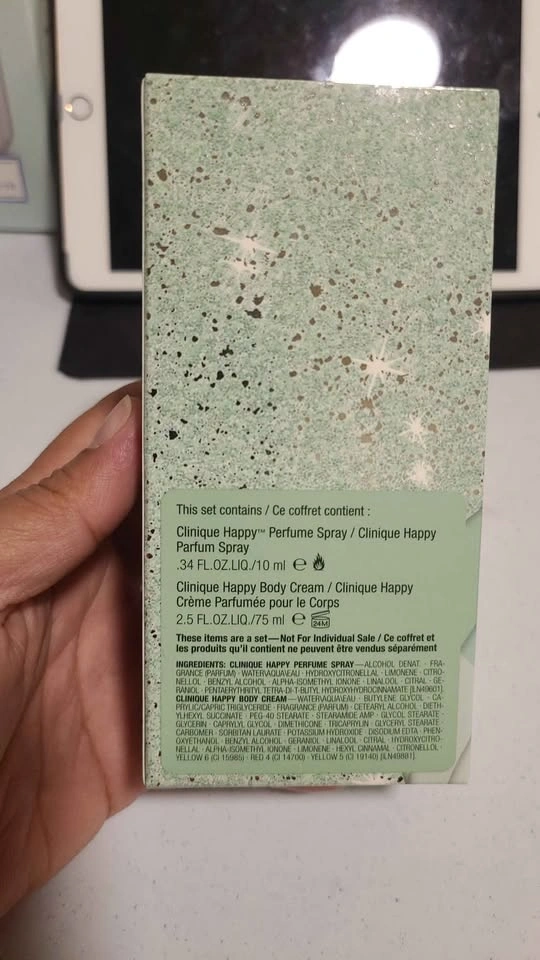 This set contains / Ce coffret contient :
Clinique Happy™ Perfume Spray / Clinique Happy
Parfum Spray
.34 FL.OZ.LIQ./10 ml ℮
Clinique Happy Body Cream / Clinique Happy
Crème Parfumée pour le Corps
2.5 FL.OZ.LIQ./75 ml ℮ 24M
These items are a set—Not For Individual Sale / Ce coffret et
les produits qu'il contient ne peuvent être vendus séparément
INGREDIENTS: CLINIQUE HAPPY PERFUME SPRAY—ALCOHOL DENAT. · FRA-
GRANCE (PARFUM) · WATER\AQUA\EAU · HYDROXYCITRONELLAL · LIMONENE · CITRO-
NELLOL · BENZYL ALCOHOL · ALPHA-ISOMETHYL IONONE · LINALOOL · CITRAL · GE-
RANIOL · PENTAERYTHRITYL TETRA-DI-T-BUTYL HYDROXYHYDROCINNAMATE [ILN49601].
CLINIQUE HAPPY BODY CREAM—WATER\AQUA\EAU · BUTYLENE GLYCOL · CA-
PRYLIC/CAPRIC TRIGLYCERIDE · FRAGRANCE (PARFUM) · CETEARYL ALCOHOL · DIETH-
YLHEXYL SUCCINATE · PEG-40 STEARATE · STEARAMIDE AMP · GLYCOL STEARATE ·
GLYCERIN · CAPRYLYL GLYCOL · DIMETHICONE · TRICAPRYLIN · GLYCERYL STEARATE ·
CARBOMER · SORBITAN LAURATE · POTASSIUM HYDROXIDE · DISODIUM EDTA · PHEN-
OXYETHANOL · BENZYL ALCOHOL · GERANIOL · LINALOOL · CITRAL · HYDROXYCITRO-
NELLAL · ALPHA-ISOMETHYL IONONE · LIMONENE · HEXYL CINNAMAL · CITRONELLOL ·
YELLOW 6 (CI 15985) · RED 4 (CI 14700) · YELLOW 5 (CI 19140) [ILN49881].